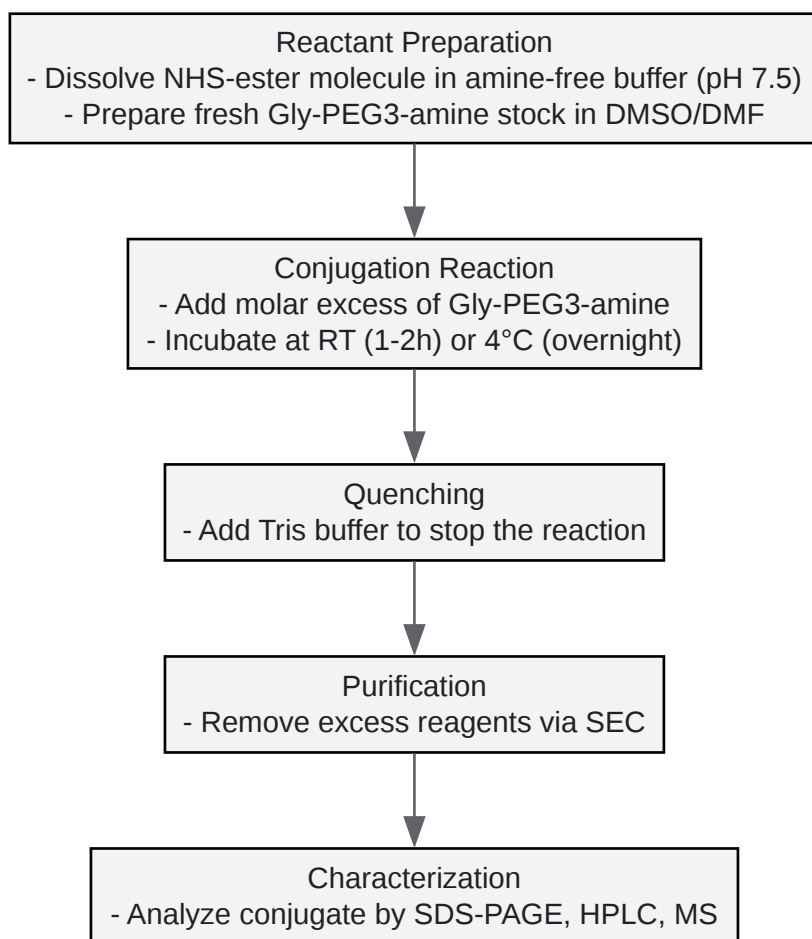 Reactant Preparation
- Dissolve NHS-ester molecule in amine-free buffer (pH 7.5)
- Prepare fresh Gly-PEG3-amine stock in DMSO/DMF
Conjugation Reaction
- Add molar excess of Gly-PEG3-amine
- Incubate at RT (1-2h) or 4°C (overnight)
Quenching
- Add Tris buffer to stop the reaction
Purification
- Remove excess reagents via SEC
Characterization
- Analyze conjugate by SDS-PAGE, HPLC, MS